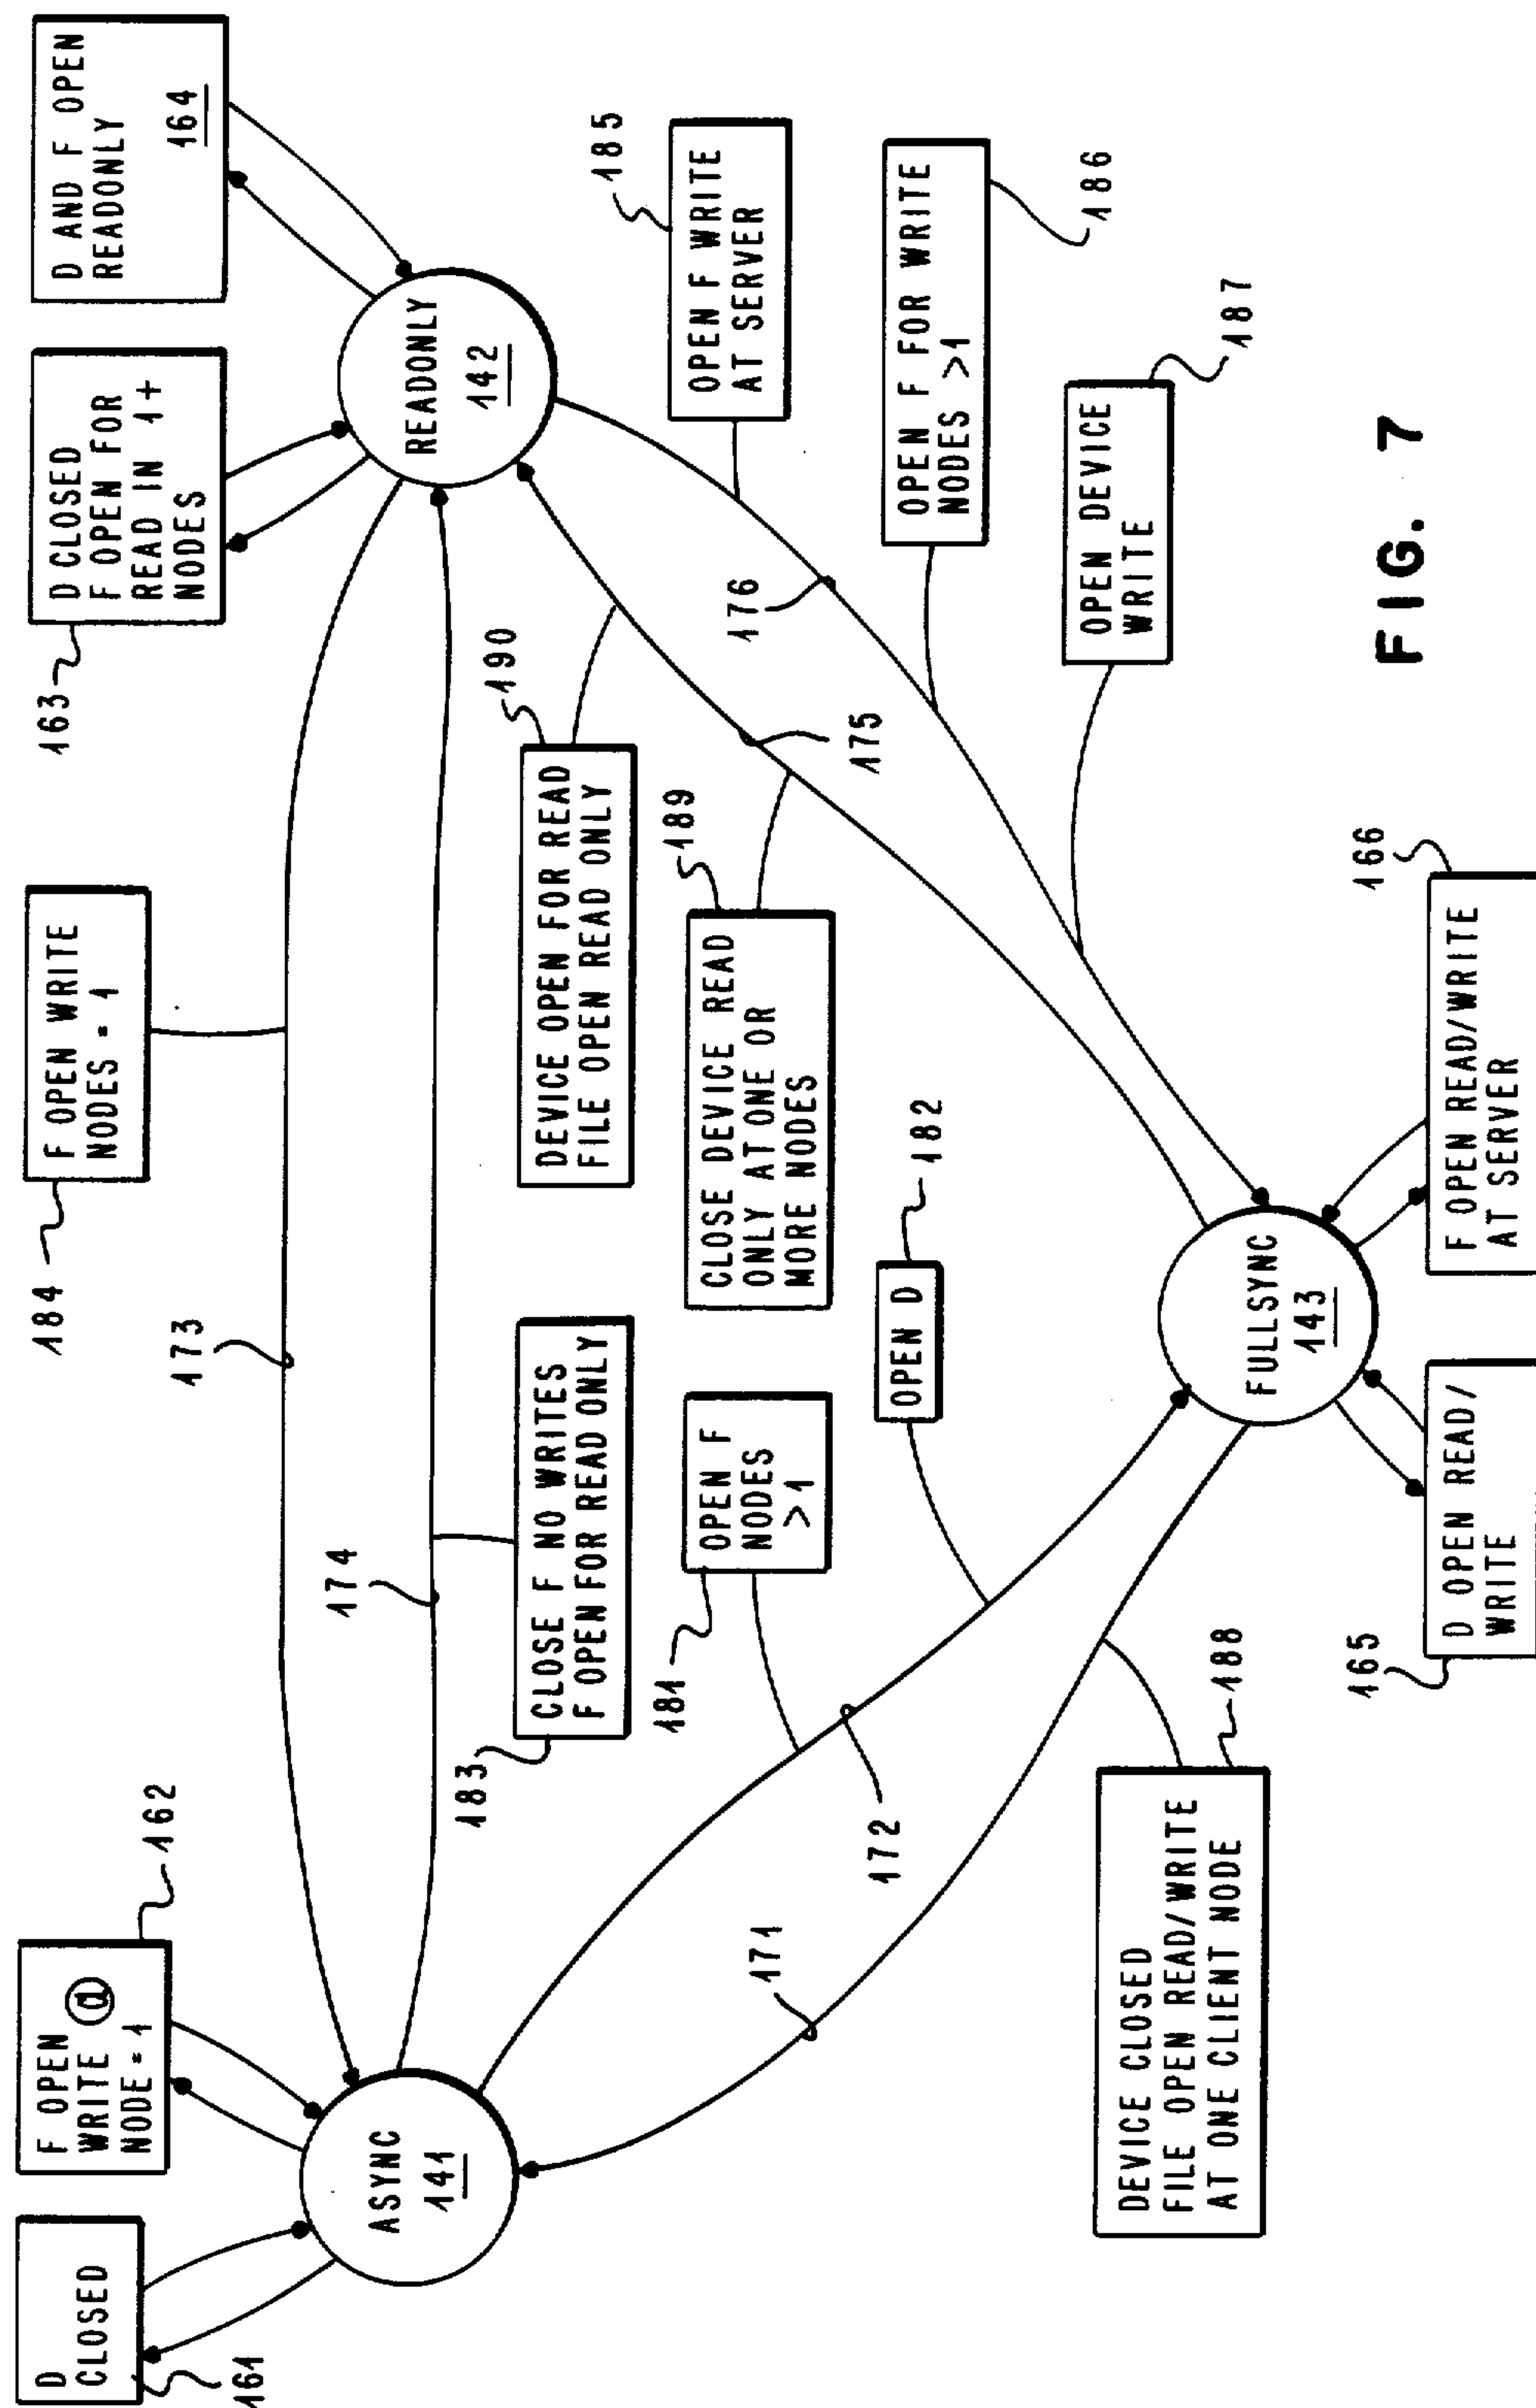 D
CLOSED
161
F OPEN
WRITE @
NODE = 1
162
ASYNC
141
184
F OPEN WRITE
NODES = 1
173
174
183
CLOSE F NO WRITES
F OPEN FOR READ ONLY
163
D CLOSED
F OPEN FOR
READ IN 1+
NODES
D AND F OPEN
READONLY
164
READONLY
142
190
DEVICE OPEN FOR READ
FILE OPEN READ ONLY
189
CLOSE DEVICE READ
ONLY AT ONE OR
MORE NODES
181
OPEN F
NODES
>1
182
OPEN D
171
172
175
176
185
OPEN F WRITE
AT SERVER
OPEN F FOR WRITE
NODES >1
186
OPEN DEVICE
WRITE
187
DEVICE CLOSED
FILE OPEN READ/WRITE
AT ONE CLIENT NODE
188
FULLSYNC
143
165
D OPEN READ/
WRITE
166
F OPEN READ/WRITE
AT SERVER
FIG. 7